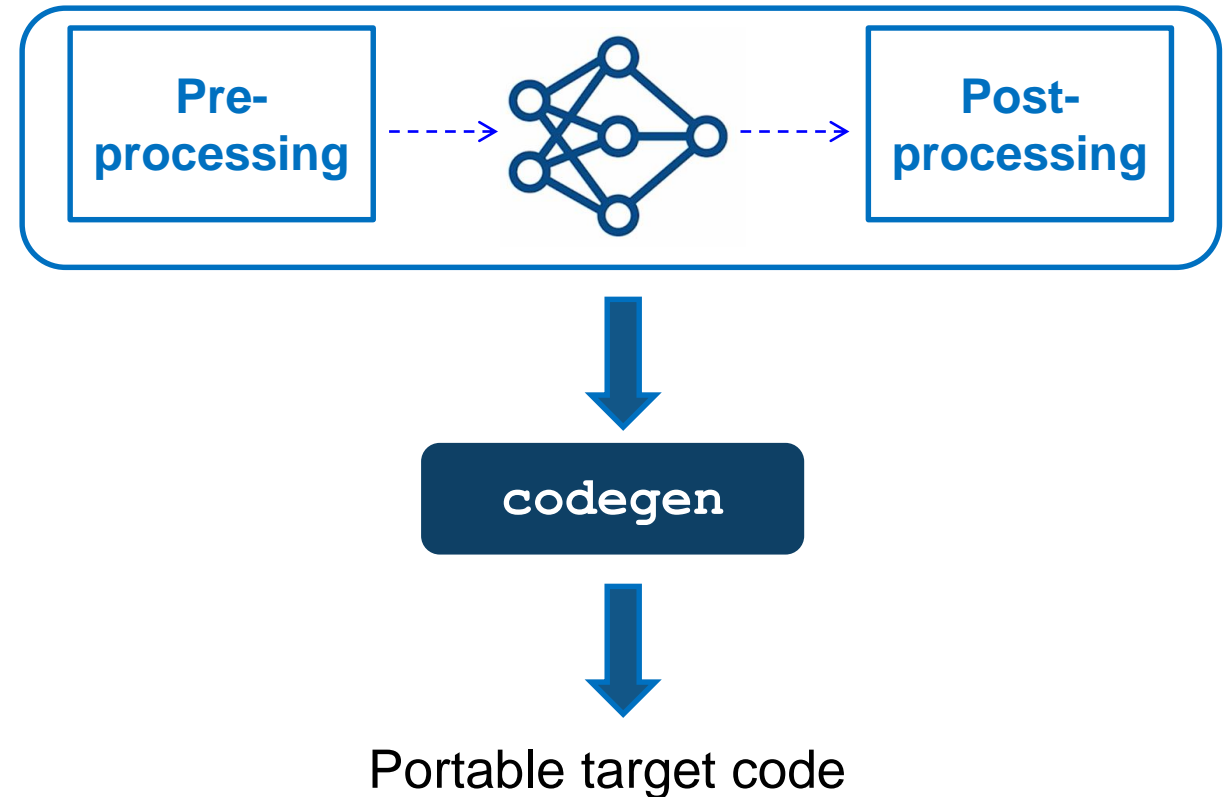 Pre-
processing
Post-
processing
codegen
Portable target code